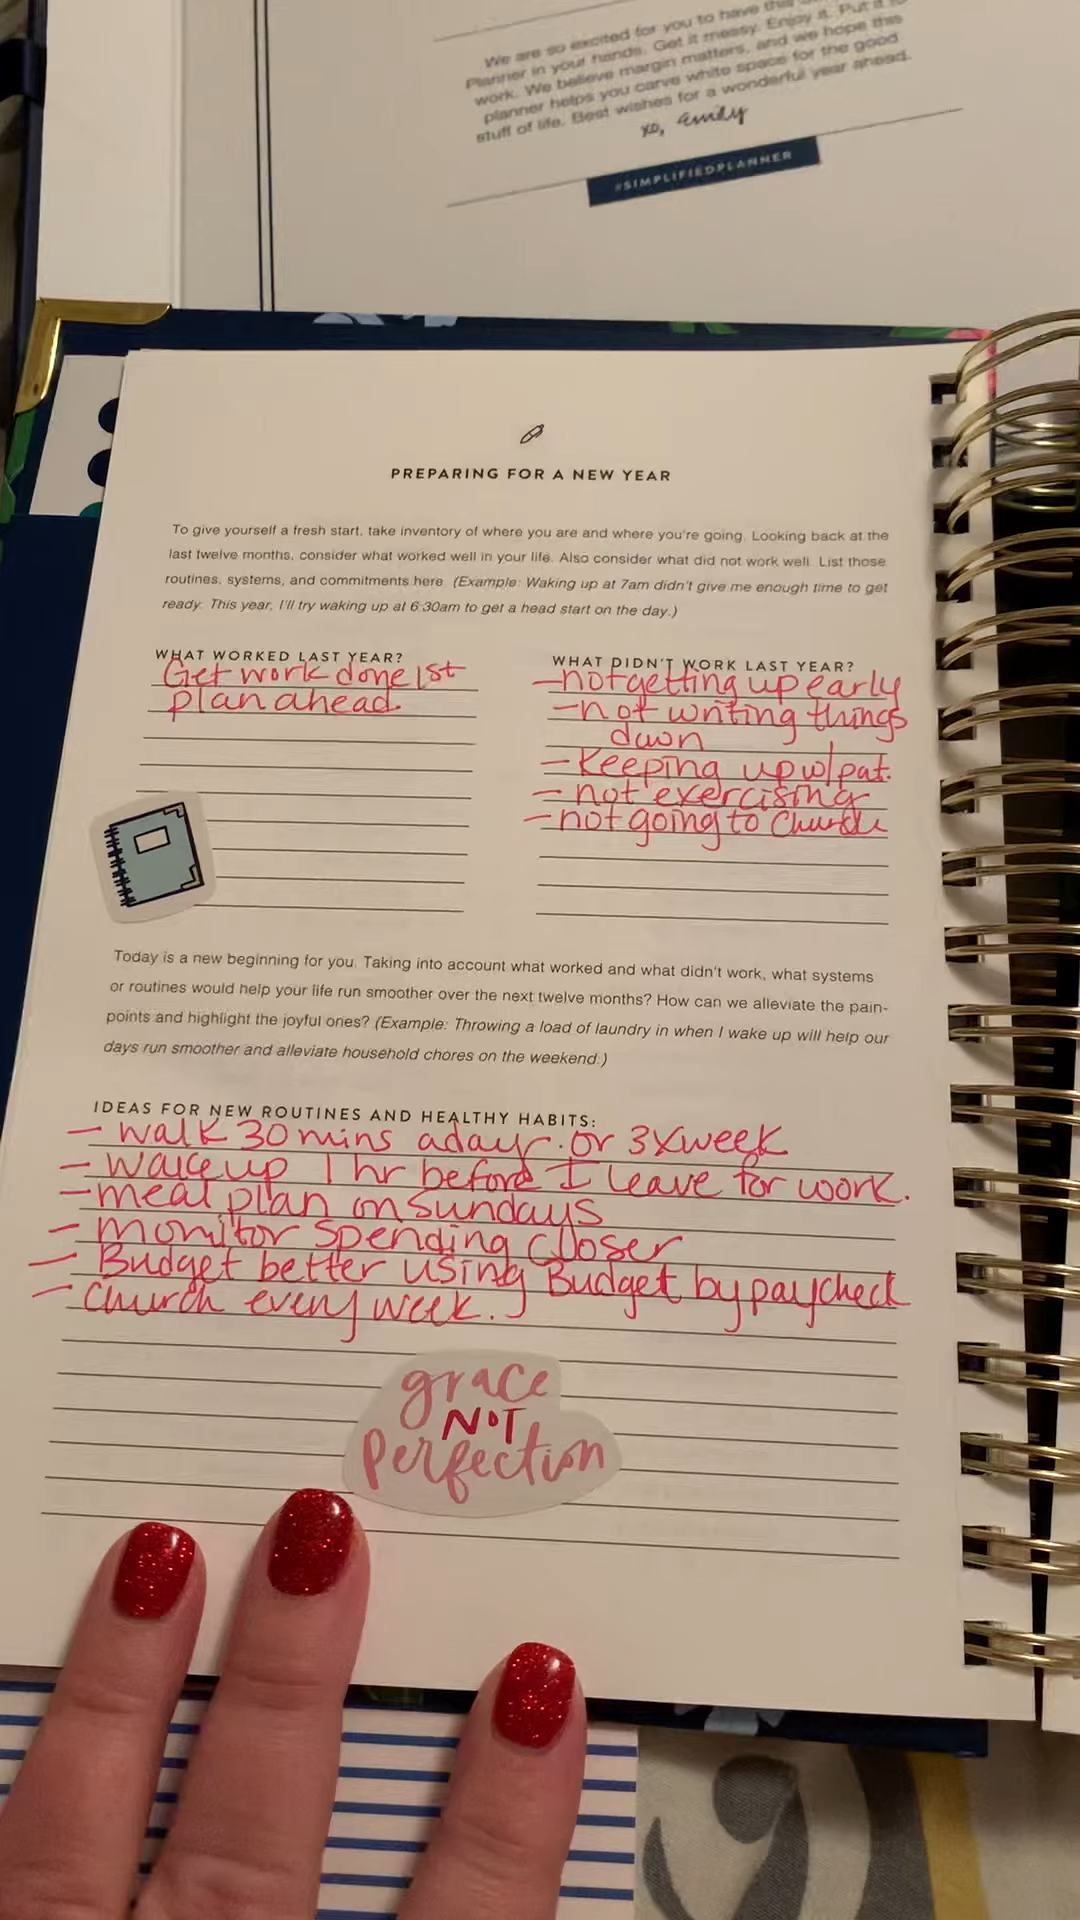 We are so excited for you to have this
Planner in your hands. Get it messy. Enjoy it. Put it to
work. We believe margin matters, and we hope this
planner helps you carve white space for the good
stuff of life. Best wishes for a wonderful year ahead.
xo, Emily
#SIMPLIFIEDPLANNER
PREPARING FOR A NEW YEAR
To give yourself a fresh start, take inventory of where you are and where you're going. Looking back at the
last twelve months, consider what worked well in your life. Also consider what did not work well. List those
routines, systems, and commitments here. (Example: Waking up at 7am didn't give me enough time to get
ready. This year, I'll try waking up at 6:30am to get a head start on the day.)
WHAT WORKED LAST YEAR?
Get work done 1st
plan ahead.
WHAT DIDN'T WORK LAST YEAR?
- not getting up early
- not writing things
down
- Keeping up w/ pat.
- not exercising
- not going to church
Today is a new beginning for you. Taking into account what worked and what didn't work, what systems
or routines would help your life run smoother over the next twelve months? How can we alleviate the pain-
points and highlight the joyful ones? (Example: Throwing a load of laundry in when I wake up will help our
days run smoother and alleviate household chores on the weekend.)
IDEAS FOR NEW ROUTINES AND HEALTHY HABITS:
- walk 30 mins a day. or 3x week
- wake up 1 hr before I leave for work.
- meal plan on Sundays
- monitor spending closer
- Budget better using Budget by paycheck
- church every week.
grace
NOT
Perfection